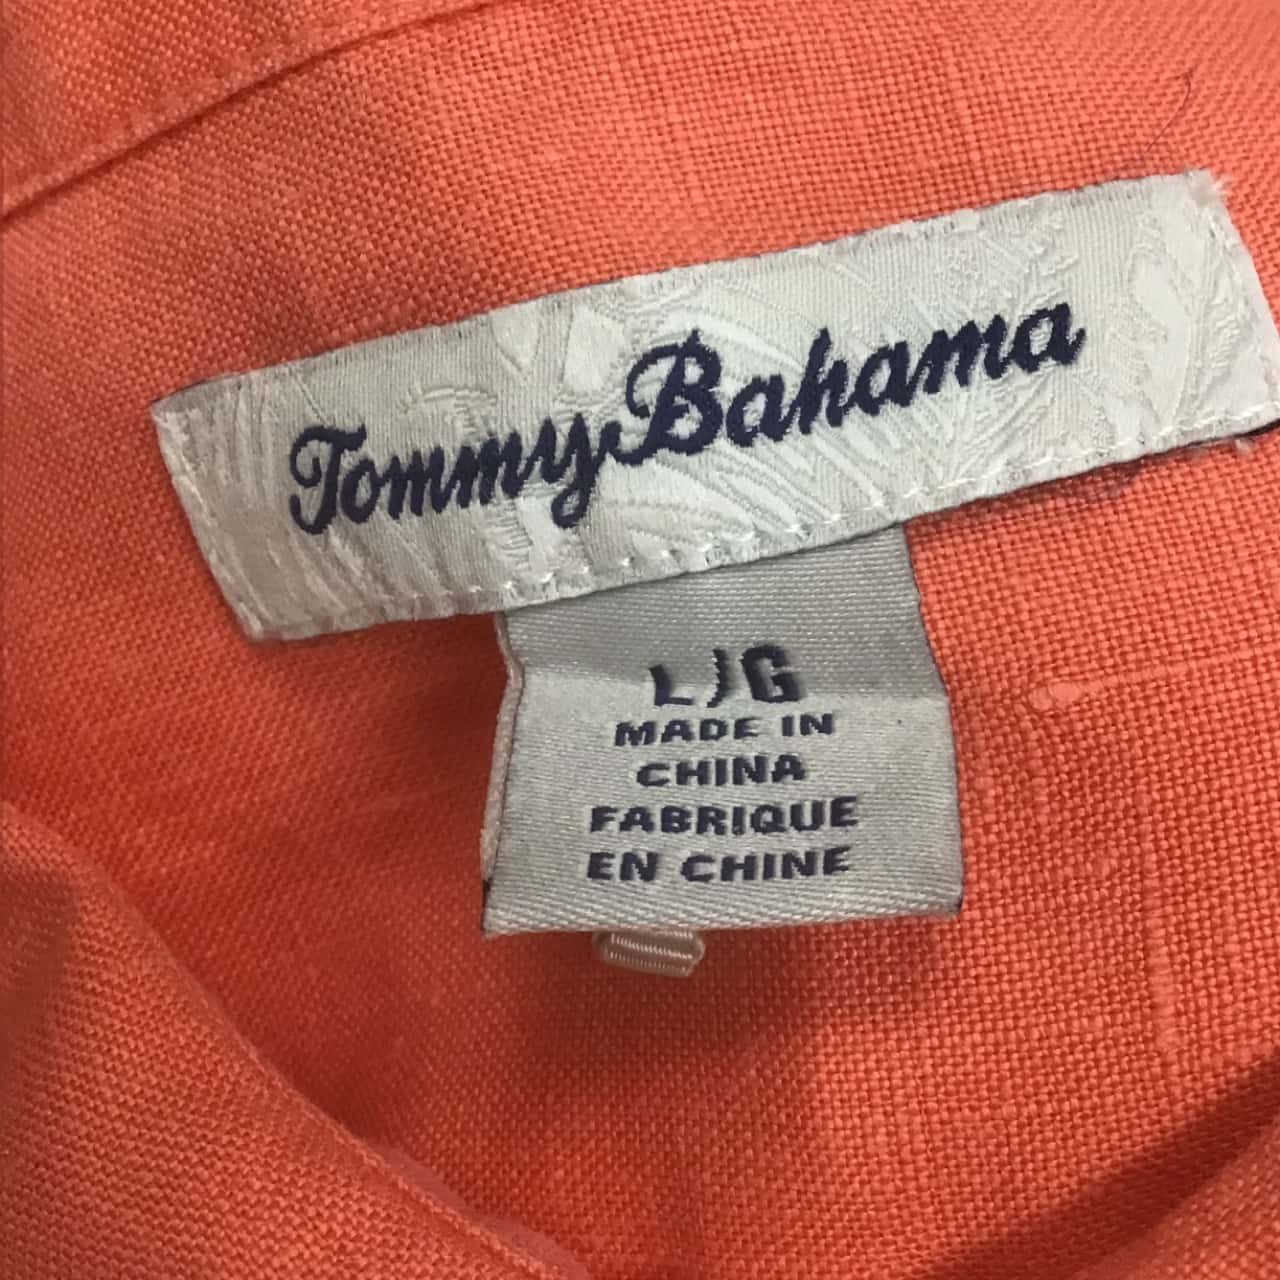 Tommy Bahama
L/G
MADE IN
CHINA
FABRIQUE
EN CHINE